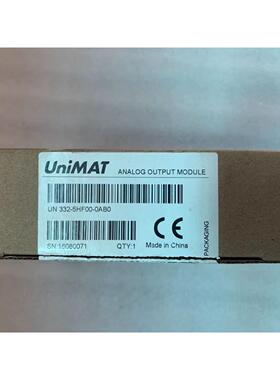 UniMAT ANALOG OUTPUT MODULE
UN 332-5HF00-0AB0
SN:16080071 QTY:1 Made in China
CE
PACKAGING